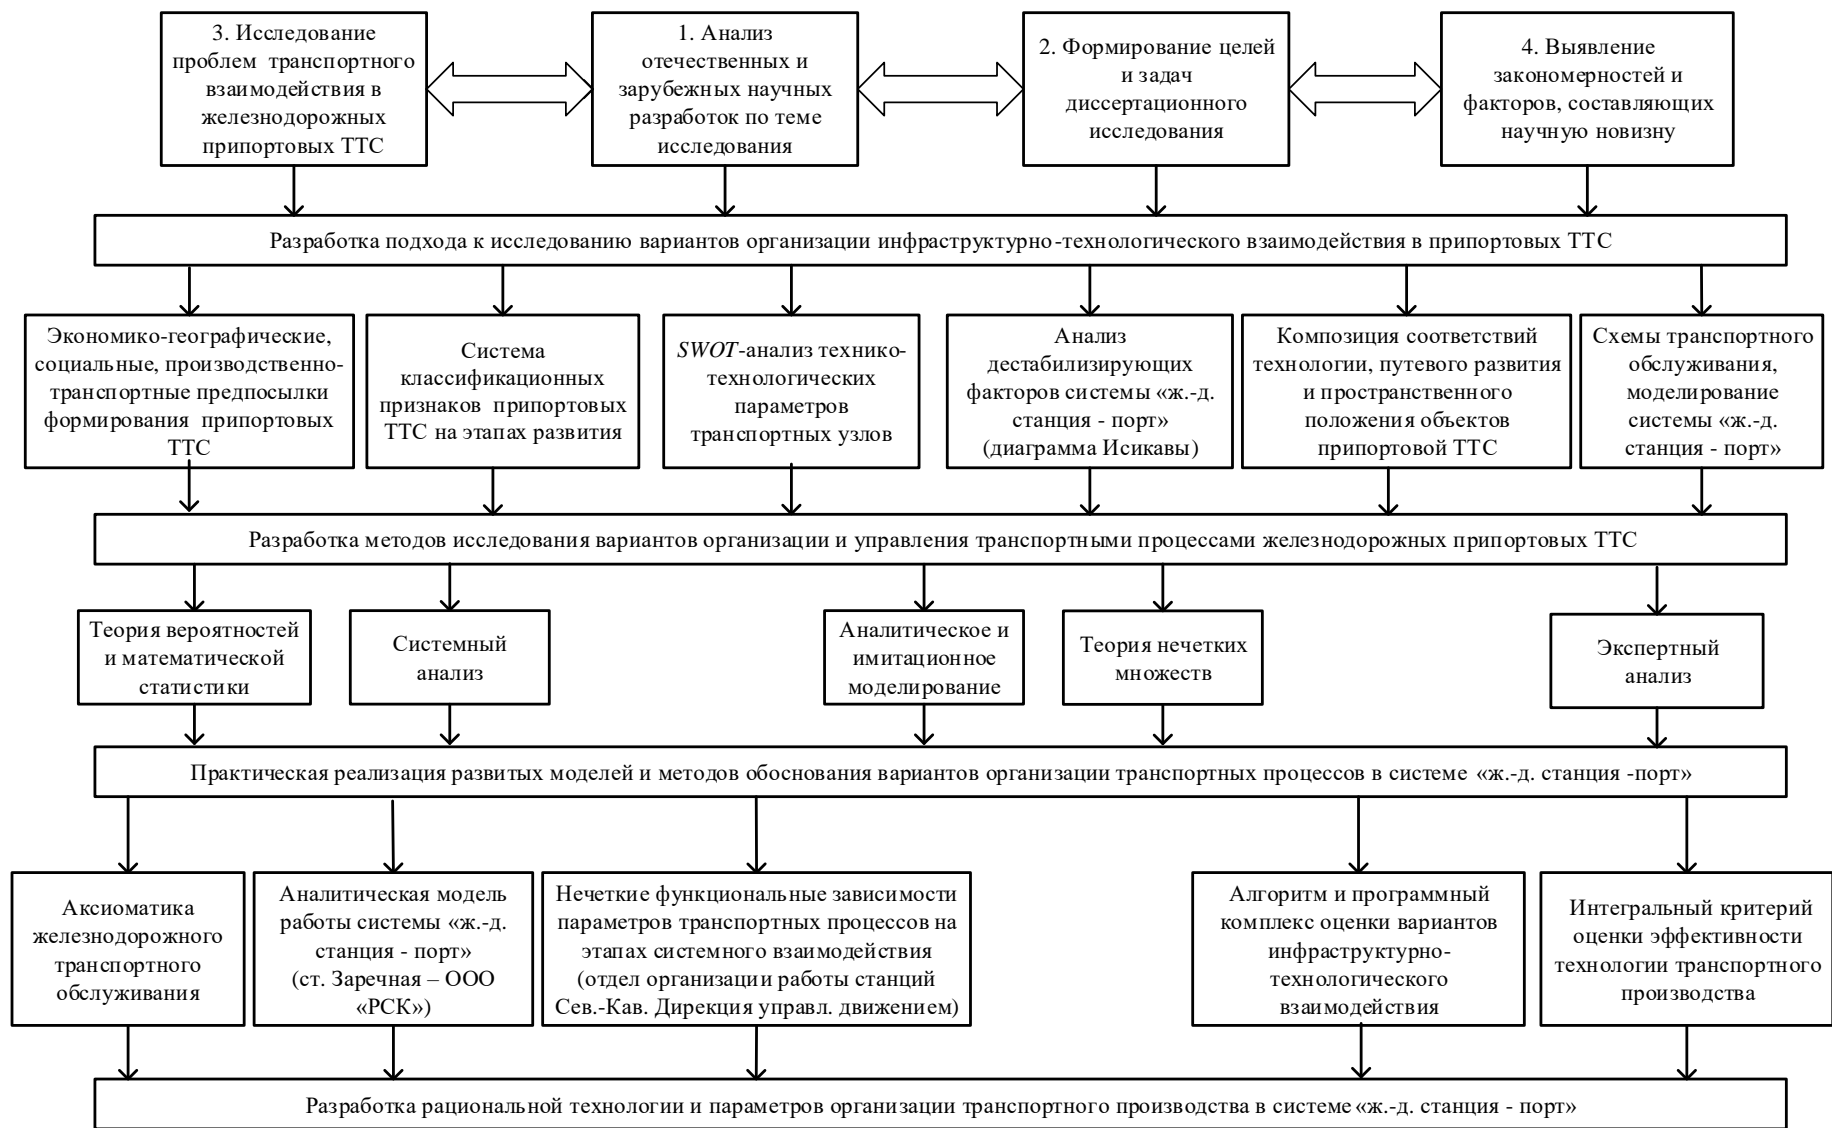 3. Исследование
проблем транспортного
взаимодействия в
железнодорожных
припортовых ТТС
1. Анализ
отечественных и
зарубежных научных
разработок по теме
исследования
2. Формирование целей
и задач
диссертационного
исследования
4. Выявление
закономерностей и
факторов, составляющих
научную новизну
Разработка подхода к исследованию вариантов организации инфраструктурно-технологического взаимодействия в припортовых ТТС
Экономико-географические,
социальные, производственно-
транспортные предпосылки
формирования припортовых
ТТС
Система
классификационных
признаков припортовых
ТТС на этапах развития
SWOT-анализ технико-
технологических
параметров
транспортных узлов
Анализ
дестабилизирующих
факторов системы «ж.-д.
станция - порт»
(диаграмма Исикавы)
Композиция соответствий
технологии, путевого развития
и пространственного
положения объектов
припортовой ТТС
Схемы транспортного
обслуживания,
моделирование
системы «ж.-д.
станция - порт»
Разработка методов исследования вариантов организации и управления транспортными процессами железнодорожных припортовых ТТС
Теория вероятностей
и математической
статистики
Системный
анализ
Аналитическое и
имитационное
моделирование
Теория нечетких
множеств
Экспертный
анализ
Практическая реализация развитых моделей и методов обоснования вариантов организации транспортных процессов в системе «ж.-д. станция -порт»
Аксиоматика
железнодорожного
транспортного
обслуживания
Аналитическая модель
работы системы «ж.-д.
станция - порт»
(ст. Заречная – ООО
«РСК»)
Нечеткие функциональные зависимости
параметров транспортных процессов на
этапах системного взаимодействия
(отдел организации работы станций
Сев.-Кав. Дирекция управл. движением)
Алгоритм и программный
комплекс оценки вариантов
инфраструктурно-
технологического
взаимодействия
Интегральный критерий
оценки эффективности
технологии транспортного
производства
Разработка рациональной технологии и параметров организации транспортного производства в системе «ж.-д. станция - порт»